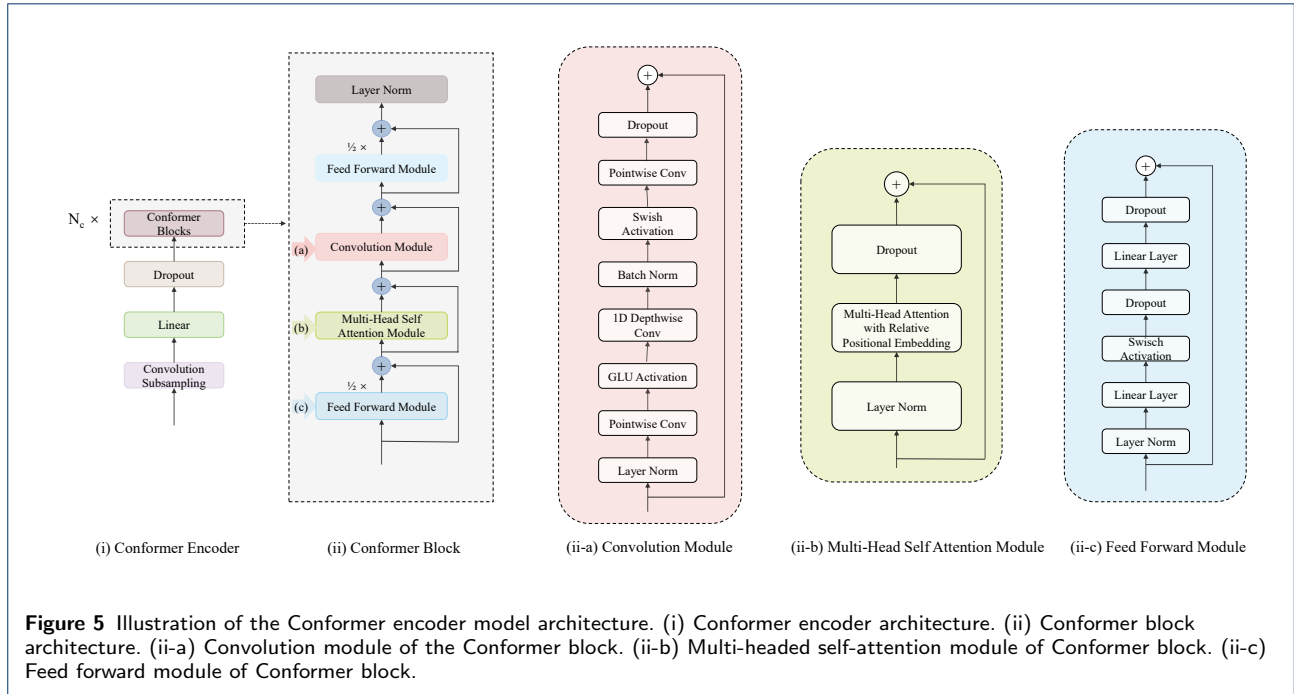 N_c ×
Conformer
Blocks
Dropout
Linear
Convolution
Subsampling
(i) Conformer Encoder
Layer Norm
+
½ ×
Feed Forward Module
+
(a)
Convolution Module
+
(b)
Multi-Head Self
Attention Module
+
½ ×
(c)
Feed Forward Module
(ii) Conformer Block
+
Dropout
Pointwise Conv
Swish
Activation
Batch Norm
1D Depthwise
Conv
GLU Activation
Pointwise Conv
Layer Norm
(ii-a) Convolution Module
+
Dropout
Multi-Head Attention
with Relative
Positional Embedding
Layer Norm
(ii-b) Multi-Head Self Attention Module
+
Dropout
Linear Layer
Dropout
Swisch
Activation
Linear Layer
Layer Norm
(ii-c) Feed Forward Module
Figure 5 Illustration of the Conformer encoder model architecture. (i) Conformer encoder architecture. (ii) Conformer block
architecture. (ii-a) Convolution module of the Conformer block. (ii-b) Multi-headed self-attention module of Conformer block. (ii-c)
Feed forward module of Conformer block.